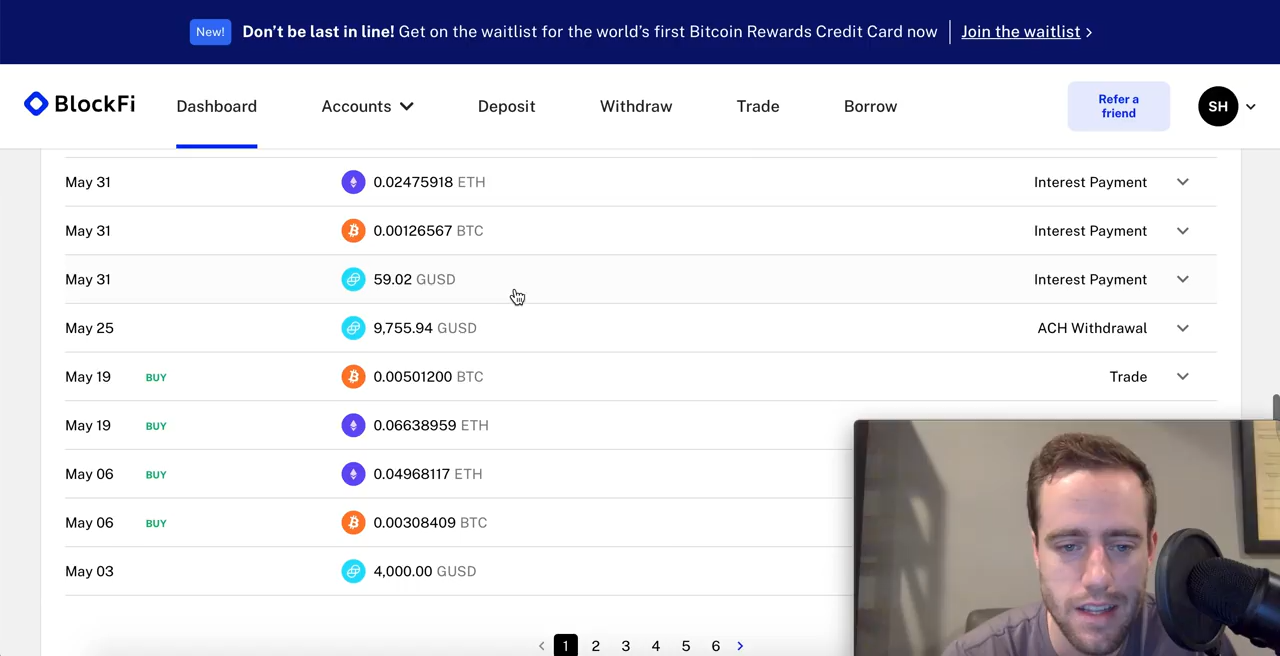 New! Don't be last in line! Get on the waitlist for the world's first Bitcoin Rewards Credit Card now Join the waitlist >
BlockFi Dashboard Accounts Deposit Withdraw Trade Borrow Refer a friend SH
May 31 0.02475918 ETH Interest Payment
May 31 0.00126567 BTC Interest Payment
May 31 59.02 GUSD Interest Payment
May 25 9,755.94 GUSD ACH Withdrawal
May 19 BUY 0.00501200 BTC Trade
May 19 BUY 0.06638959 ETH
May 06 BUY 0.04968117 ETH
May 06 BUY 0.00308409 BTC
May 03 4,000.00 GUSD
< 1 2 3 4 5 6 >